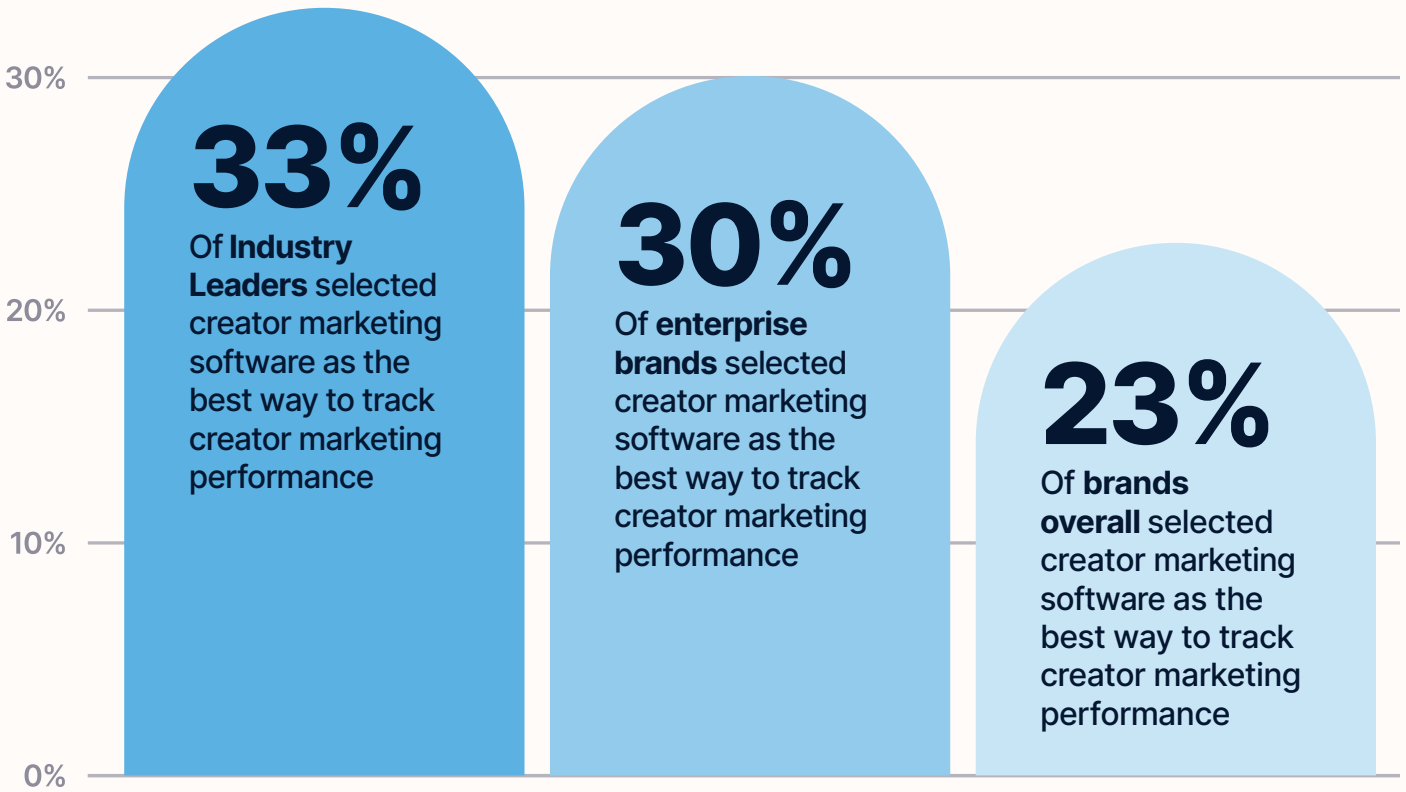 30%
20%
10%
0%
33%
Of Industry
Leaders selected
creator marketing
software as the
best way to track
creator marketing
performance
30%
Of enterprise
brands selected
creator marketing
software as the
best way to track
creator marketing
performance
23%
Of brands
overall selected
creator marketing
software as the
best way to track
creator marketing
performance